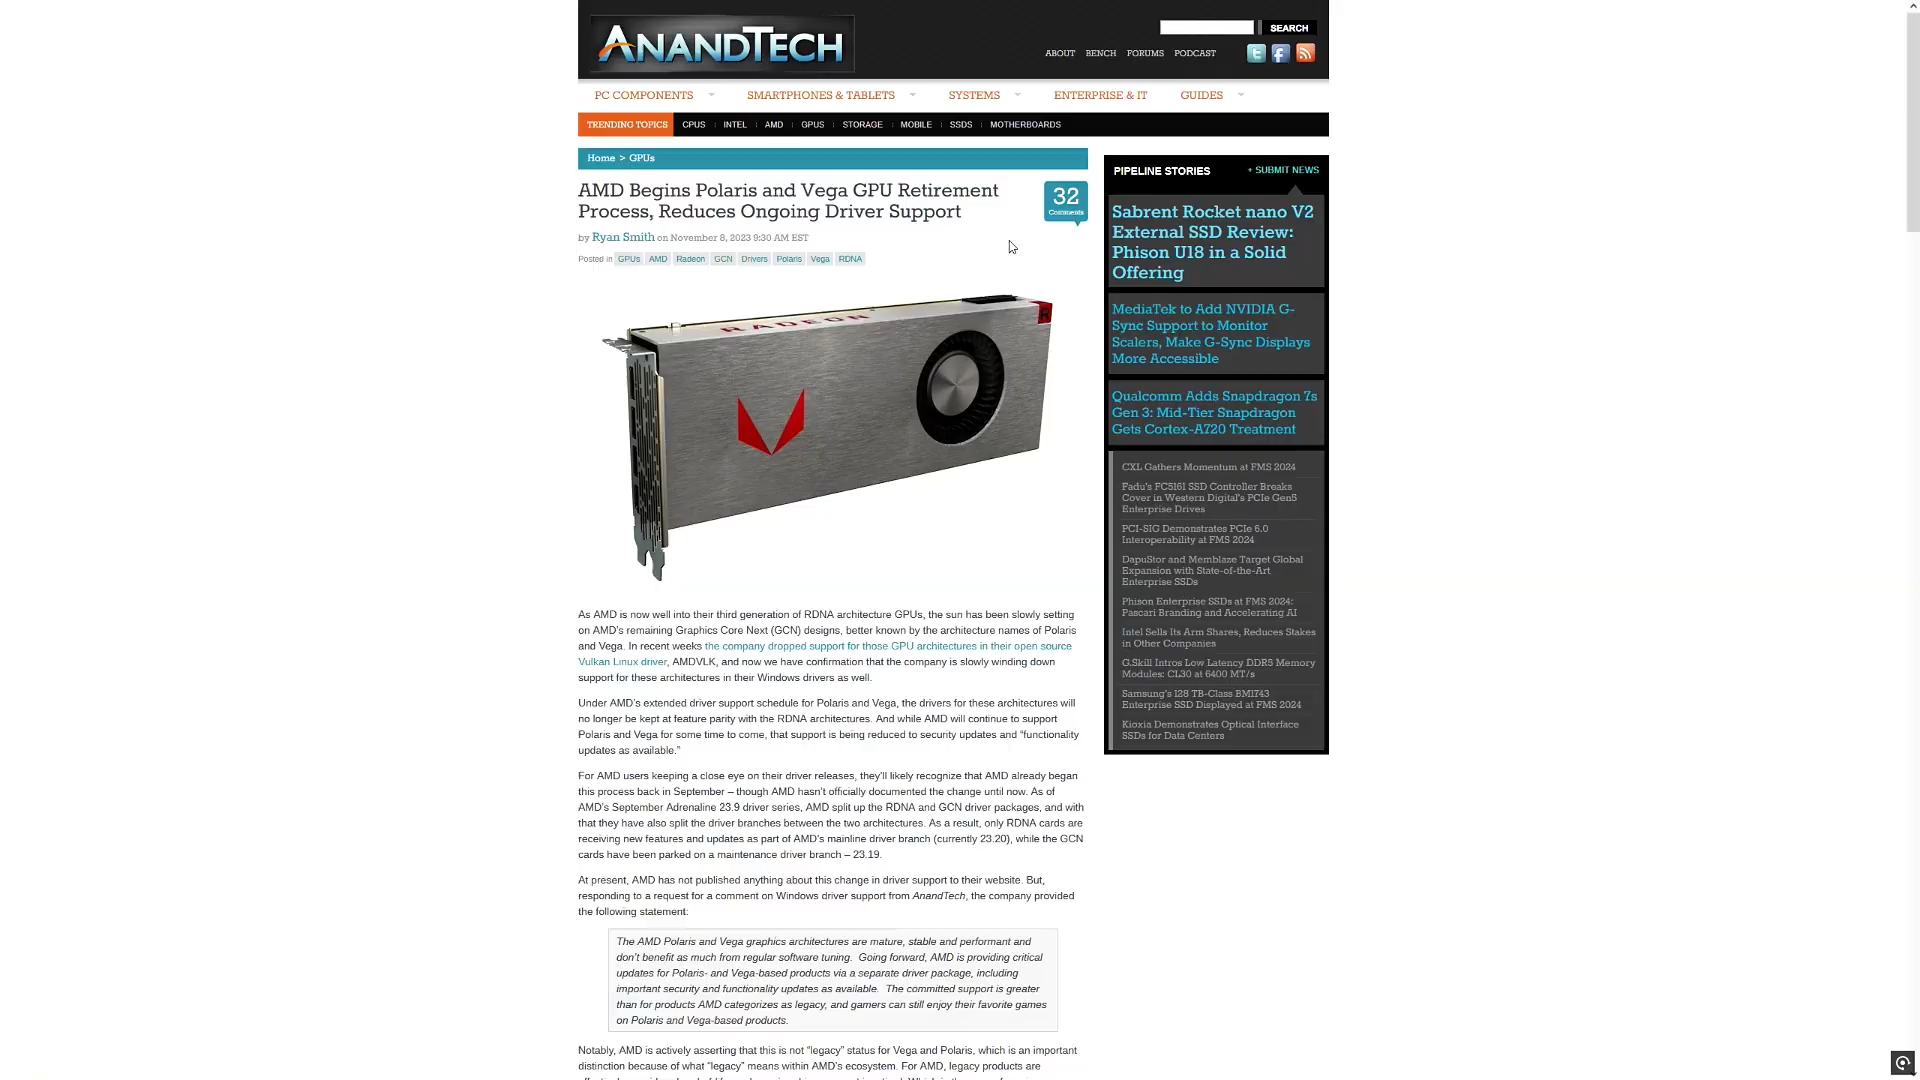 ANANDTECH
SEARCH
ABOUT BENCH FORUMS PODCAST
PC COMPONENTS SMARTPHONES & TABLETS SYSTEMS ENTERPRISE & IT GUIDES
TRENDING TOPICS CPUS INTEL AMD GPUS STORAGE MOBILE SSDS MOTHERBOARDS
Home > GPUs
AMD Begins Polaris and Vega GPU Retirement
Process, Reduces Ongoing Driver Support
32
Comments
by Ryan Smith on November 8, 2023 9:30 AM EST
Posted in GPUs AMD Radeon GCN Drivers Polaris Vega RDNA
RADEON
R
As AMD is now well into their third generation of RDNA architecture GPUs, the sun has been slowly setting
on AMD's remaining Graphics Core Next (GCN) designs, better known by the architecture names of Polaris
and Vega. In recent weeks the company dropped support for those GPU architectures in their open source
Vulkan Linux driver, AMDVLK, and now we have confirmation that the company is slowly winding down
support for these architectures in their Windows drivers as well.
Under AMD's extended driver support schedule for Polaris and Vega, the drivers for these architectures will
no longer be kept at feature parity with the RDNA architectures. And while AMD will continue to support
Polaris and Vega for some time to come, that support is being reduced to security updates and "functionality
updates as available."
For AMD users keeping a close eye on their driver releases, they'll likely recognize that AMD already began
this process back in September – though AMD hasn't officially documented the change until now. As of
AMD's September Adrenaline 23.9 driver series, AMD split up the RDNA and GCN driver packages, and with
that they have also split the driver branches between the two architectures. As a result, only RDNA cards are
receiving new features and updates as part of AMD's mainline driver branch (currently 23.20), while the GCN
cards have been parked on a maintenance driver branch – 23.19.
At present, AMD has not published anything about this change in driver support to their website. But,
responding to a request for a comment on Windows driver support from AnandTech, the company provided
the following statement:
The AMD Polaris and Vega graphics architectures are mature, stable and performant and
don't benefit as much from regular software tuning. Going forward, AMD is providing critical
updates for Polaris- and Vega-based products via a separate driver package, including
important security and functionality updates as available. The committed support is greater
than for products AMD categorizes as legacy, and gamers can still enjoy their favorite games
on Polaris and Vega-based products.
Notably, AMD is actively asserting that this is not "legacy" status for Vega and Polaris, which is an important
distinction because of what "legacy" means within AMD's ecosystem. For AMD, legacy products are
PIPELINE STORIES + SUBMIT NEWS
Sabrent Rocket nano V2
External SSD Review:
Phison U18 in a Solid
Offering
MediaTek to Add NVIDIA G-
Sync Support to Monitor
Scalers, Make G-Sync Displays
More Accessible
Qualcomm Adds Snapdragon 7s
Gen 3: Mid-Tier Snapdragon
Gets Cortex-A720 Treatment
CXL Gathers Momentum at FMS 2024
Fadu's FC5161 SSD Controller Breaks
Cover in Western Digital's PCIe Gen5
Enterprise Drives
PCI-SIG Demonstrates PCIe 6.0
Interoperability at FMS 2024
DapuStor and Memblaze Target Global
Expansion with State-of-the-Art
Enterprise SSDs
Phison Enterprise SSDs at FMS 2024:
Pascari Branding and Accelerating AI
Intel Sells Its Arm Shares, Reduces Stakes
in Other Companies
G.Skill Intros Low Latency DDR5 Memory
Modules: CL30 at 6400 MT/s
Samsung's 128 TB-Class BM1743
Enterprise SSD Displayed at FMS 2024
Kioxia Demonstrates Optical Interface
SSDs for Data Centers